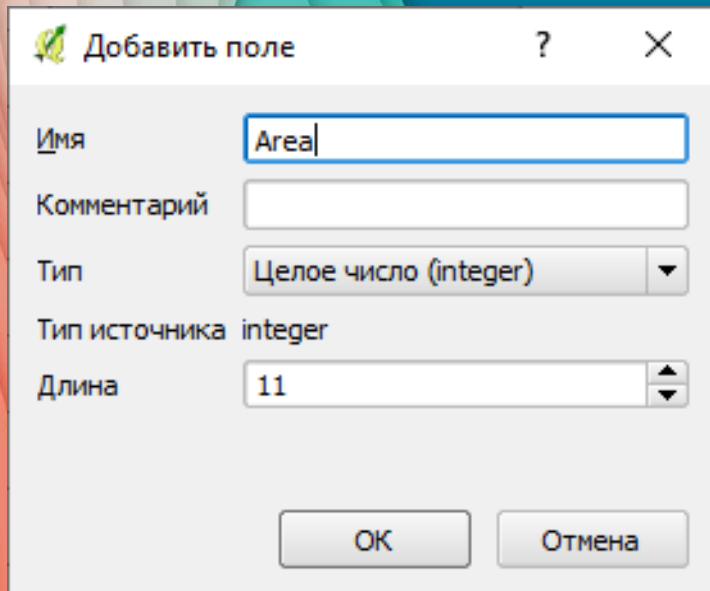 Добавить поле ?
Имя Area
Комментарий
Тип Целое число (integer)
Тип источника integer
Длина 11
OK Отмена